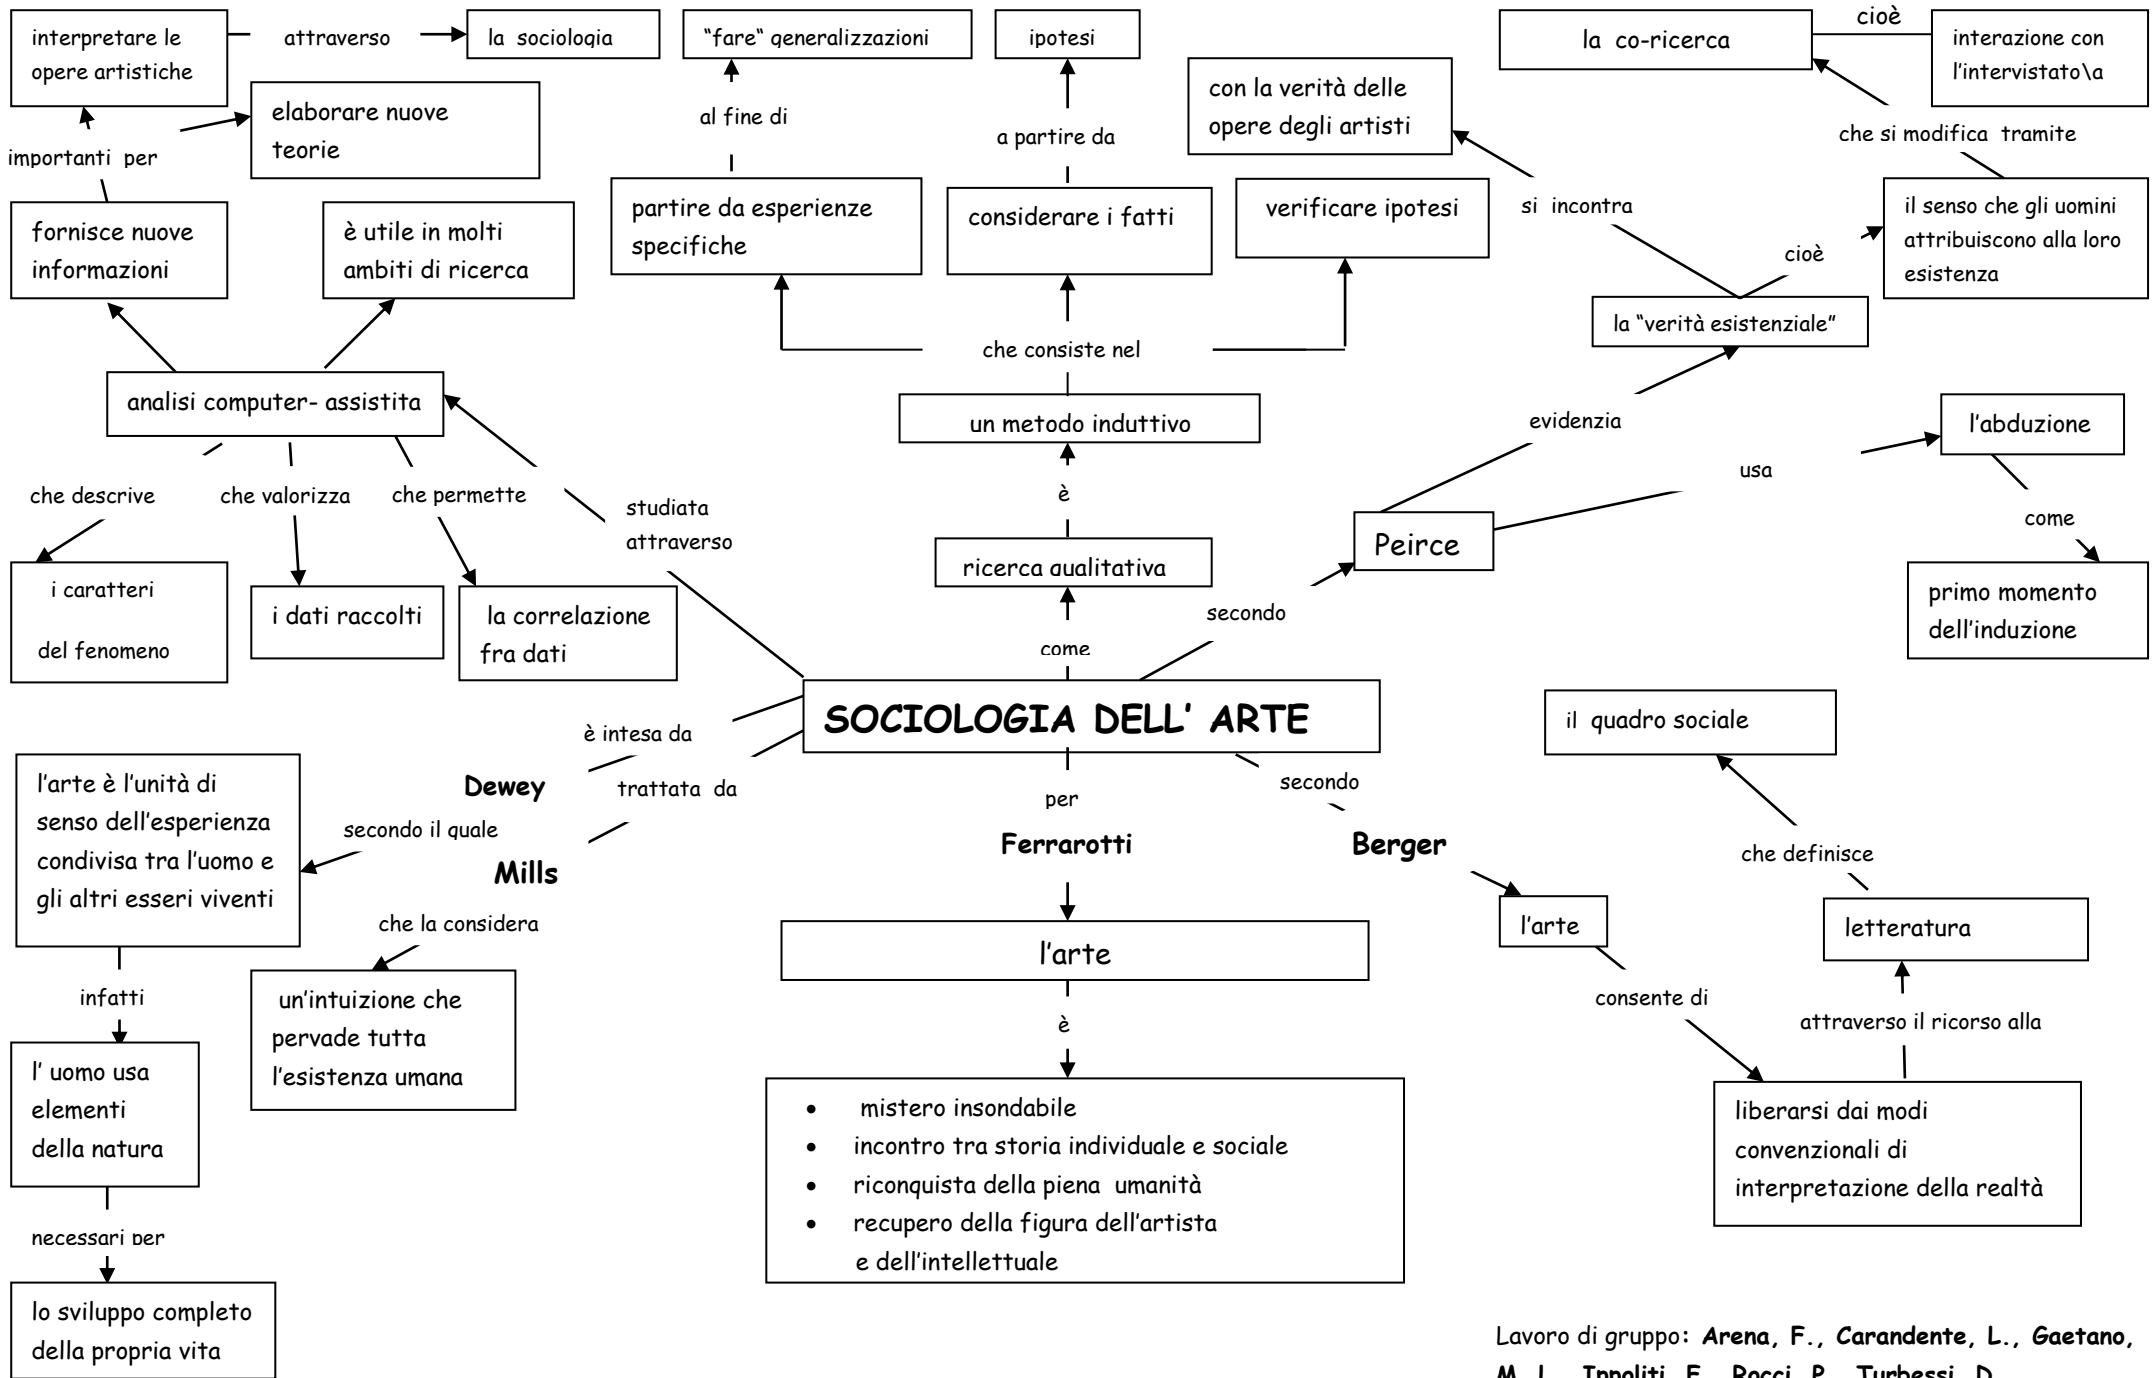 interpretare le
opere artistiche
attraverso
la sociologia
"fare" generalizzazioni
ipotesi
la co-ricerca
cioè
interazione con
l'intervistato\a
elaborare nuove
teorie
importanti per
al fine di
a partire da
con la verità delle
opere degli artisti
che si modifica tramite
fornisce nuove
informazioni
è utile in molti
ambiti di ricerca
partire da esperienze
specifiche
considerare i fatti
verificare ipotesi
si incontra
cioè
il senso che gli uomini
attribuiscono alla loro
esistenza
la "verità esistenziale"
che consiste nel
analisi computer- assistita
un metodo induttivo
evidenzia
l'abduzione
usa
che descrive
che valorizza
che permette
studiata
attraverso
è
come
Peirce
i caratteri
del fenomeno
i dati raccolti
la correlazione
fra dati
ricerca qualitativa
secondo
primo momento
dell'induzione
come
SOCIOLOGIA DELL' ARTE
il quadro sociale
è intesa da
Dewey
trattata da
per
secondo
l'arte è l'unità di
senso dell'esperienza
condivisa tra l'uomo e
gli altri esseri viventi
secondo il quale
Mills
Ferrarotti
Berger
che definisce
che la considera
l'arte
l'arte
letteratura
infatti
un'intuizione che
pervade tutta
l'esistenza umana
è
consente di
attraverso il ricorso alla
l' uomo usa
elementi
della natura
• mistero insondabile
• incontro tra storia individuale e sociale
• riconquista della piena umanità
• recupero della figura dell'artista
e dell'intellettuale
liberarsi dai modi
convenzionali di
interpretazione della realtà
necessari per
lo sviluppo completo
della propria vita
Lavoro di gruppo: Arena, F., Carandente, L., Gaetano,
M. L., Ippoliti, F., Rocci, P., Turbessi, D.